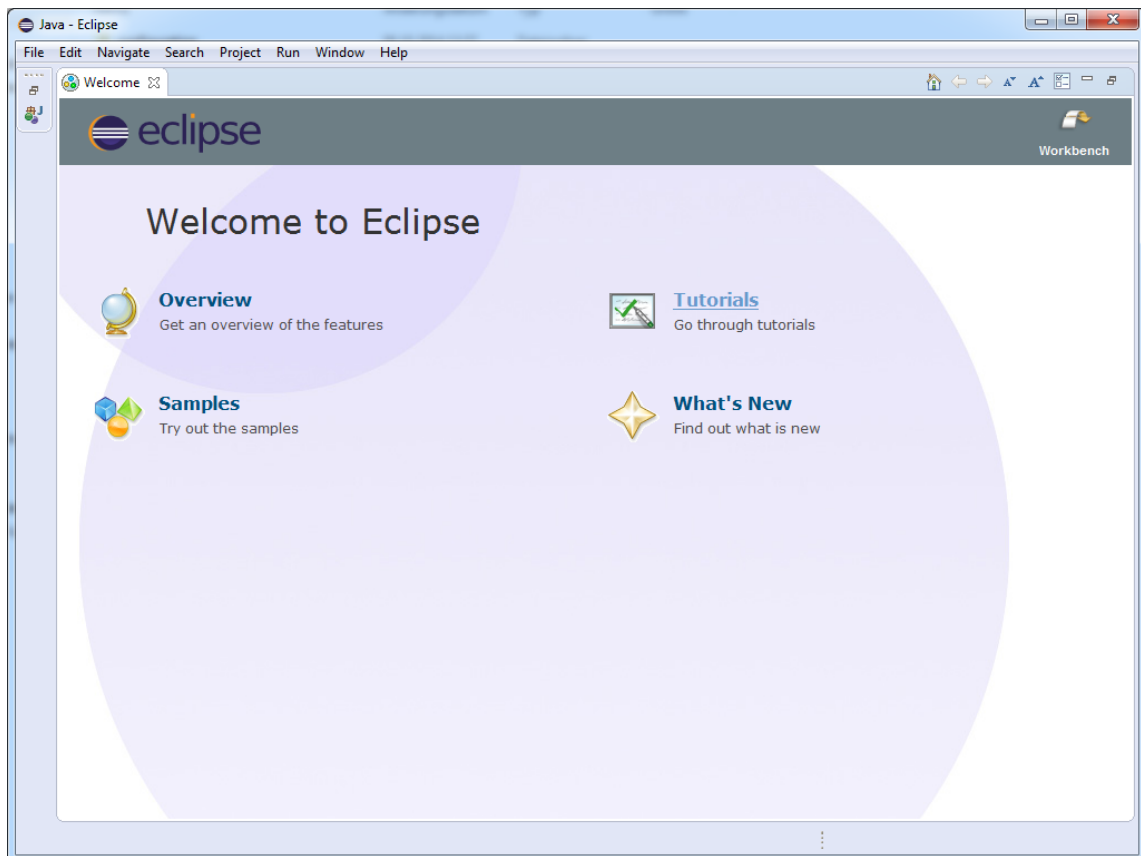 Java - Eclipse
File Edit Navigate Search Project Run Window Help
Welcome
eclipse
Workbench
Welcome to Eclipse
Overview
Get an overview of the features
Tutorials
Go through tutorials
Samples
Try out the samples
What's New
Find out what is new